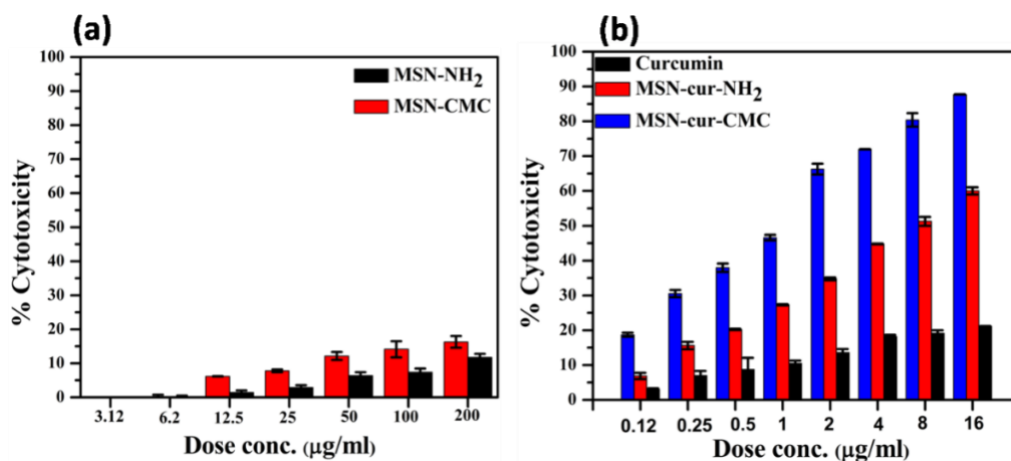 (a)
100
90
80
70
60
50
40
30
20
10
0
% Cytotoxicity
MSN-NH₂
MSN-CMC
3.12 6.2 12.5 25 50 100 200
Dose conc. (μg/ml)
(b)
100
90
80
70
60
50
40
30
20
10
0
% Cytotoxicity
Curcumin
MSN-cur-NH₂
MSN-cur-CMC
0.12 0.25 0.5 1 2 4 8 16
Dose conc. (μg/ml)